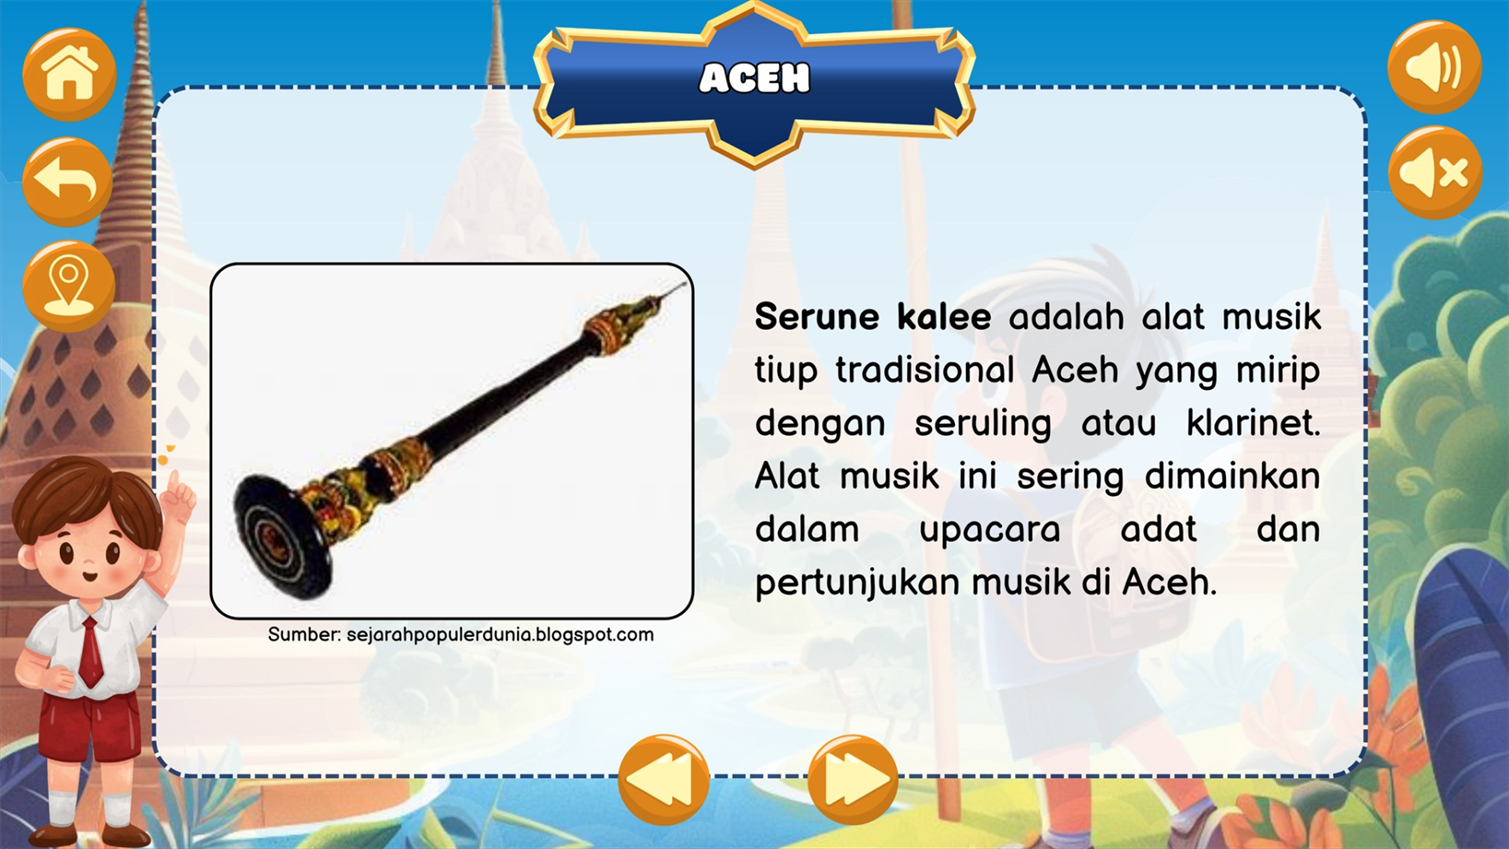 ACEH
Serune kalee adalah alat musik
tiup tradisional Aceh yang mirip
dengan seruling atau klarinet.
Alat musik ini sering dimainkan
dalam upacara adat dan
pertunjukan musik di Aceh.
Sumber: sejarahpopulerdunia.blogspot.com